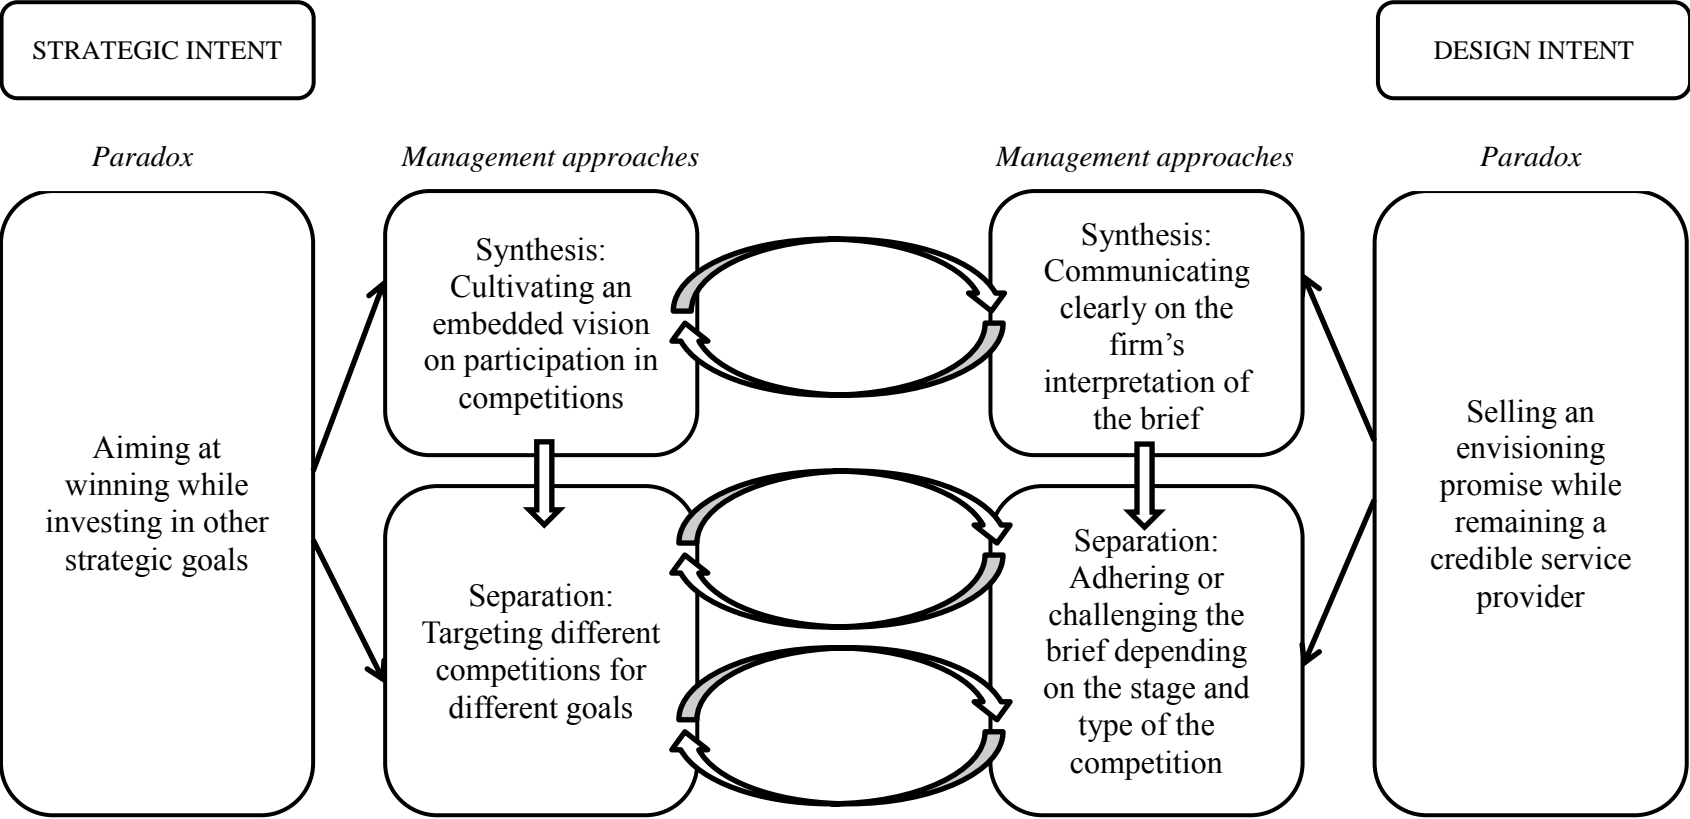 STRATEGIC INTENT
DESIGN INTENT
Paradox
Management approaches
Management approaches
Paradox
Aiming at
winning while
investing in other
strategic goals
Synthesis:
Cultivating an
embedded vision
on participation in
competitions
Separation:
Targeting different
competitions for
different goals
Synthesis:
Communicating
clearly on the
firm’s
interpretation of
the brief
Separation:
Adhering or
challenging the
brief depending
on the stage and
type of the
competition
Selling an
envisioning
promise while
remaining a
credible service
provider